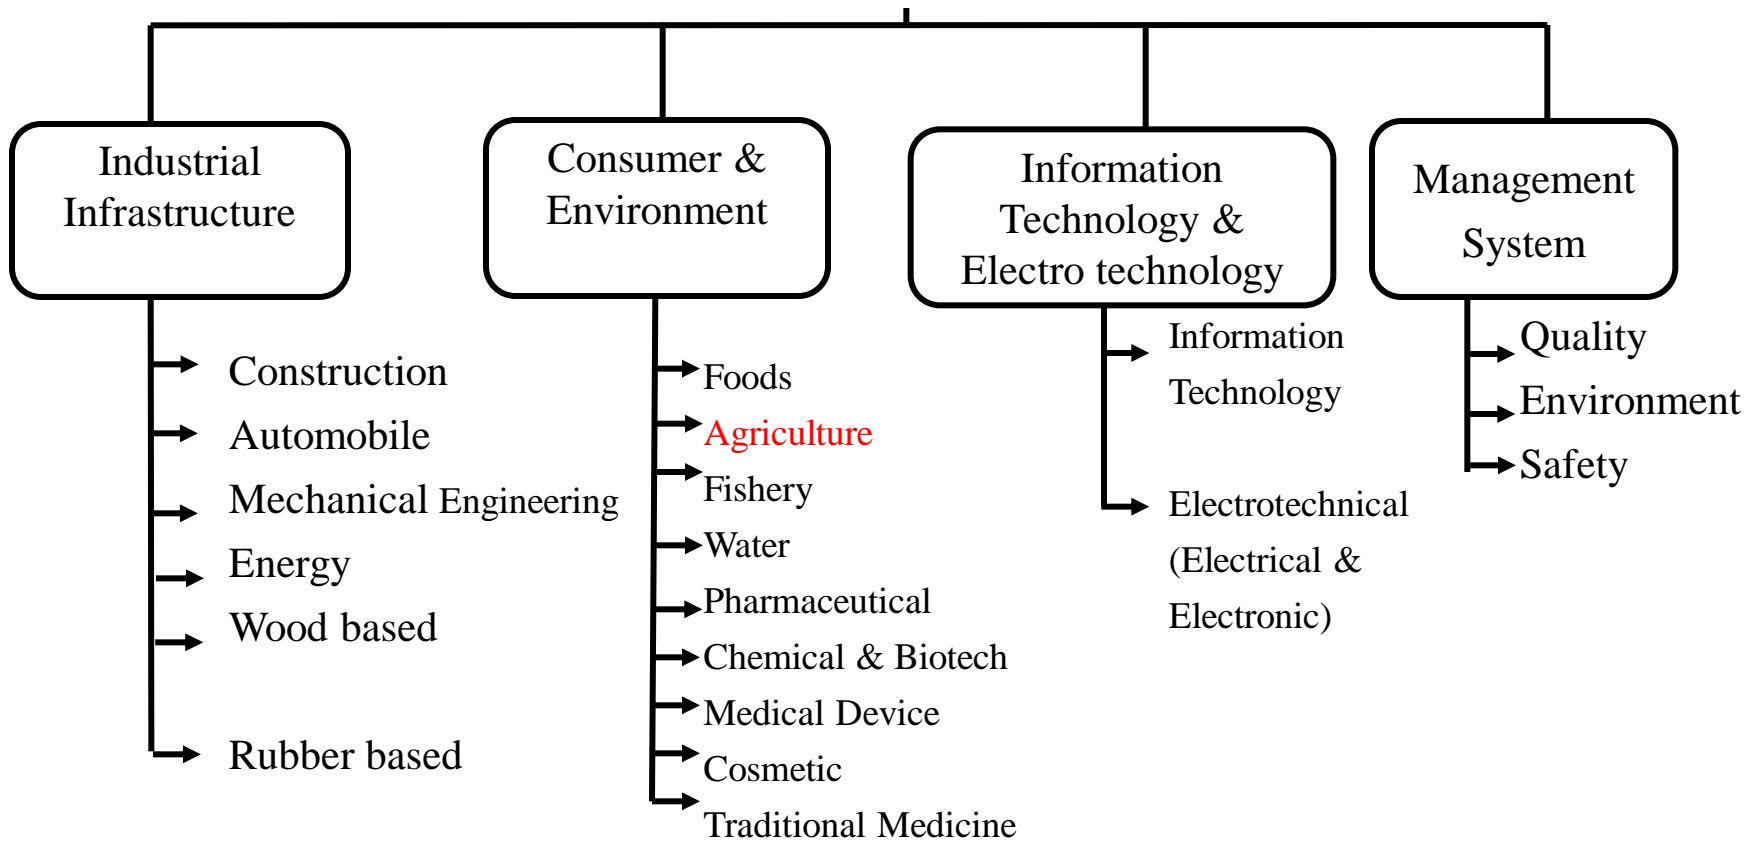 Industrial
Infrastructure
Construction
Automobile
Mechanical Engineering
Energy
Wood based
Rubber based
Consumer &
Environment
Foods
Agriculture
Fishery
Water
Pharmaceutical
Chemical & Biotech
Medical Device
Cosmetic
Traditional Medicine
Information
Technology &
Electro technology
Information
Technology
Electrotechnical
(Electrical &
Electronic)
Management
System
Quality
Environment
Safety